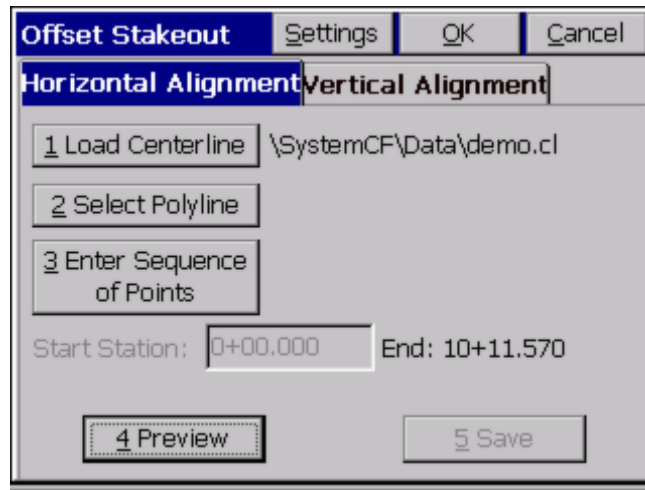 Offset Stakeout Settings OK Cancel
Horizontal Alignment Vertical Alignment
1 Load Centerline \SystemCF\Data\demo.cl
2 Select Polyline
3 Enter Sequence
of Points
Start Station: 0+00.000 End: 10+11.570
4 Preview 5 Save